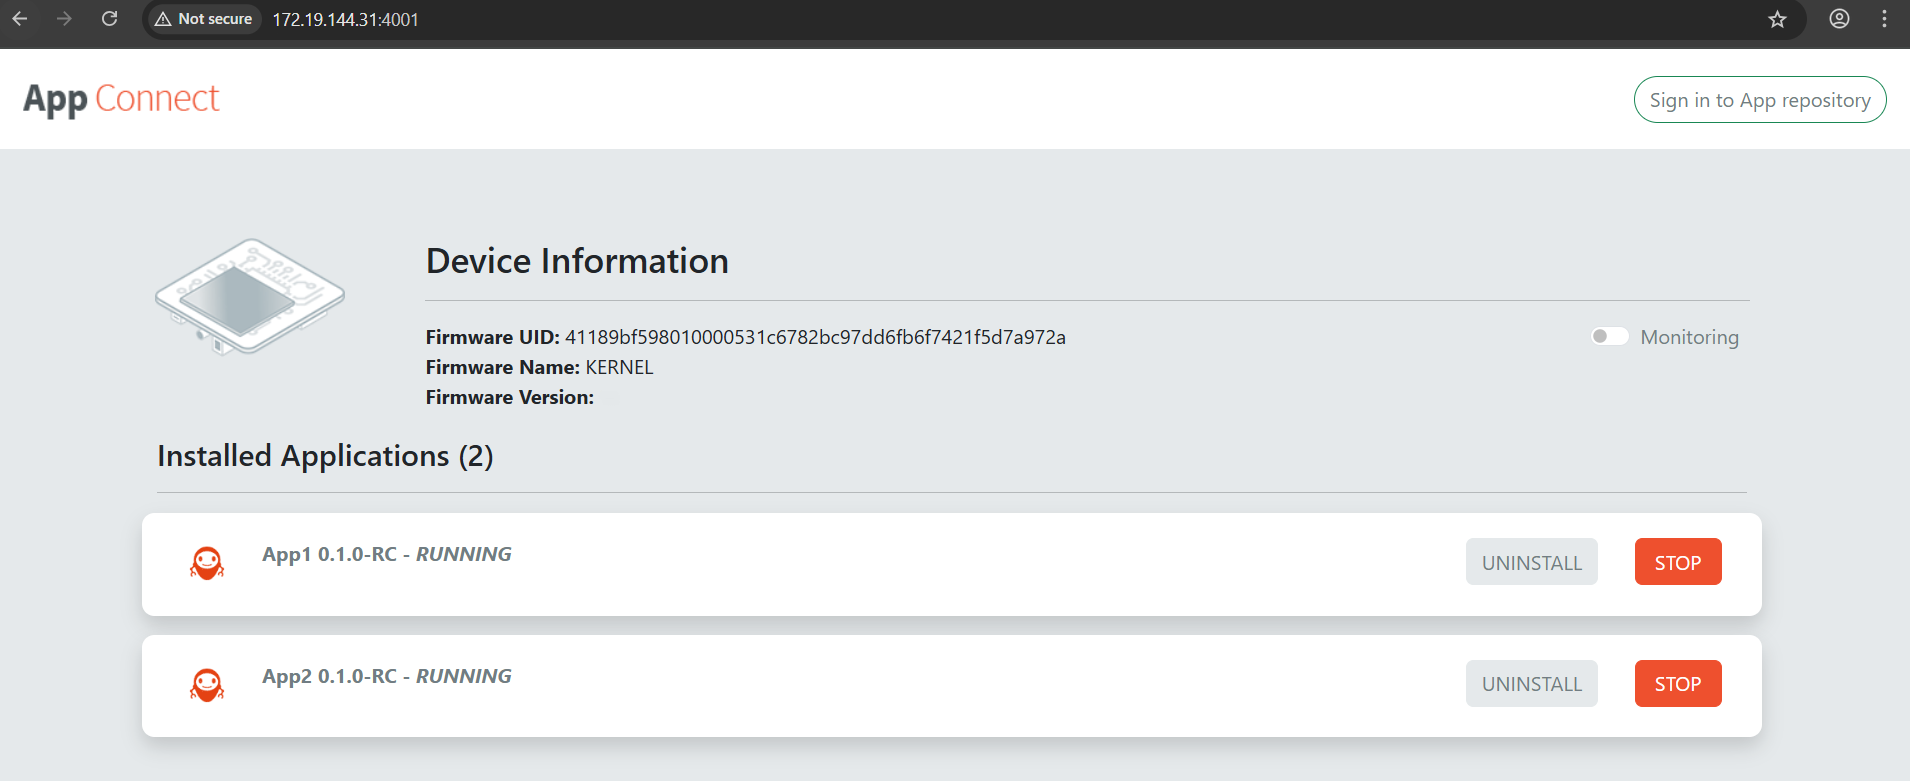 Not secure 172.19.144.31:4001
App Connect
Sign in to App repository
Device Information
Firmware UID: 41189bf598010000531c6782bc97dd6fb6f7421f5d7a972a
Monitoring
Firmware Name: KERNEL
Firmware Version:
Installed Applications (2)
App1 0.1.0-RC - RUNNING
UNINSTALL
STOP
App2 0.1.0-RC - RUNNING
UNINSTALL
STOP